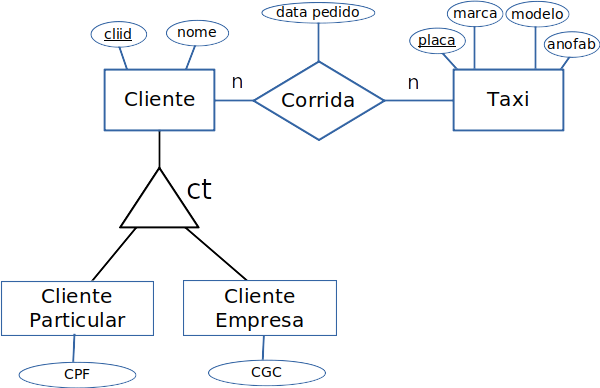 data pedido
marca
modelo
cliid
nome
placa
anofab
n
n
Cliente
Corrida
Taxi
ct
Cliente
Particular
Cliente
Empresa
CPF
CGC